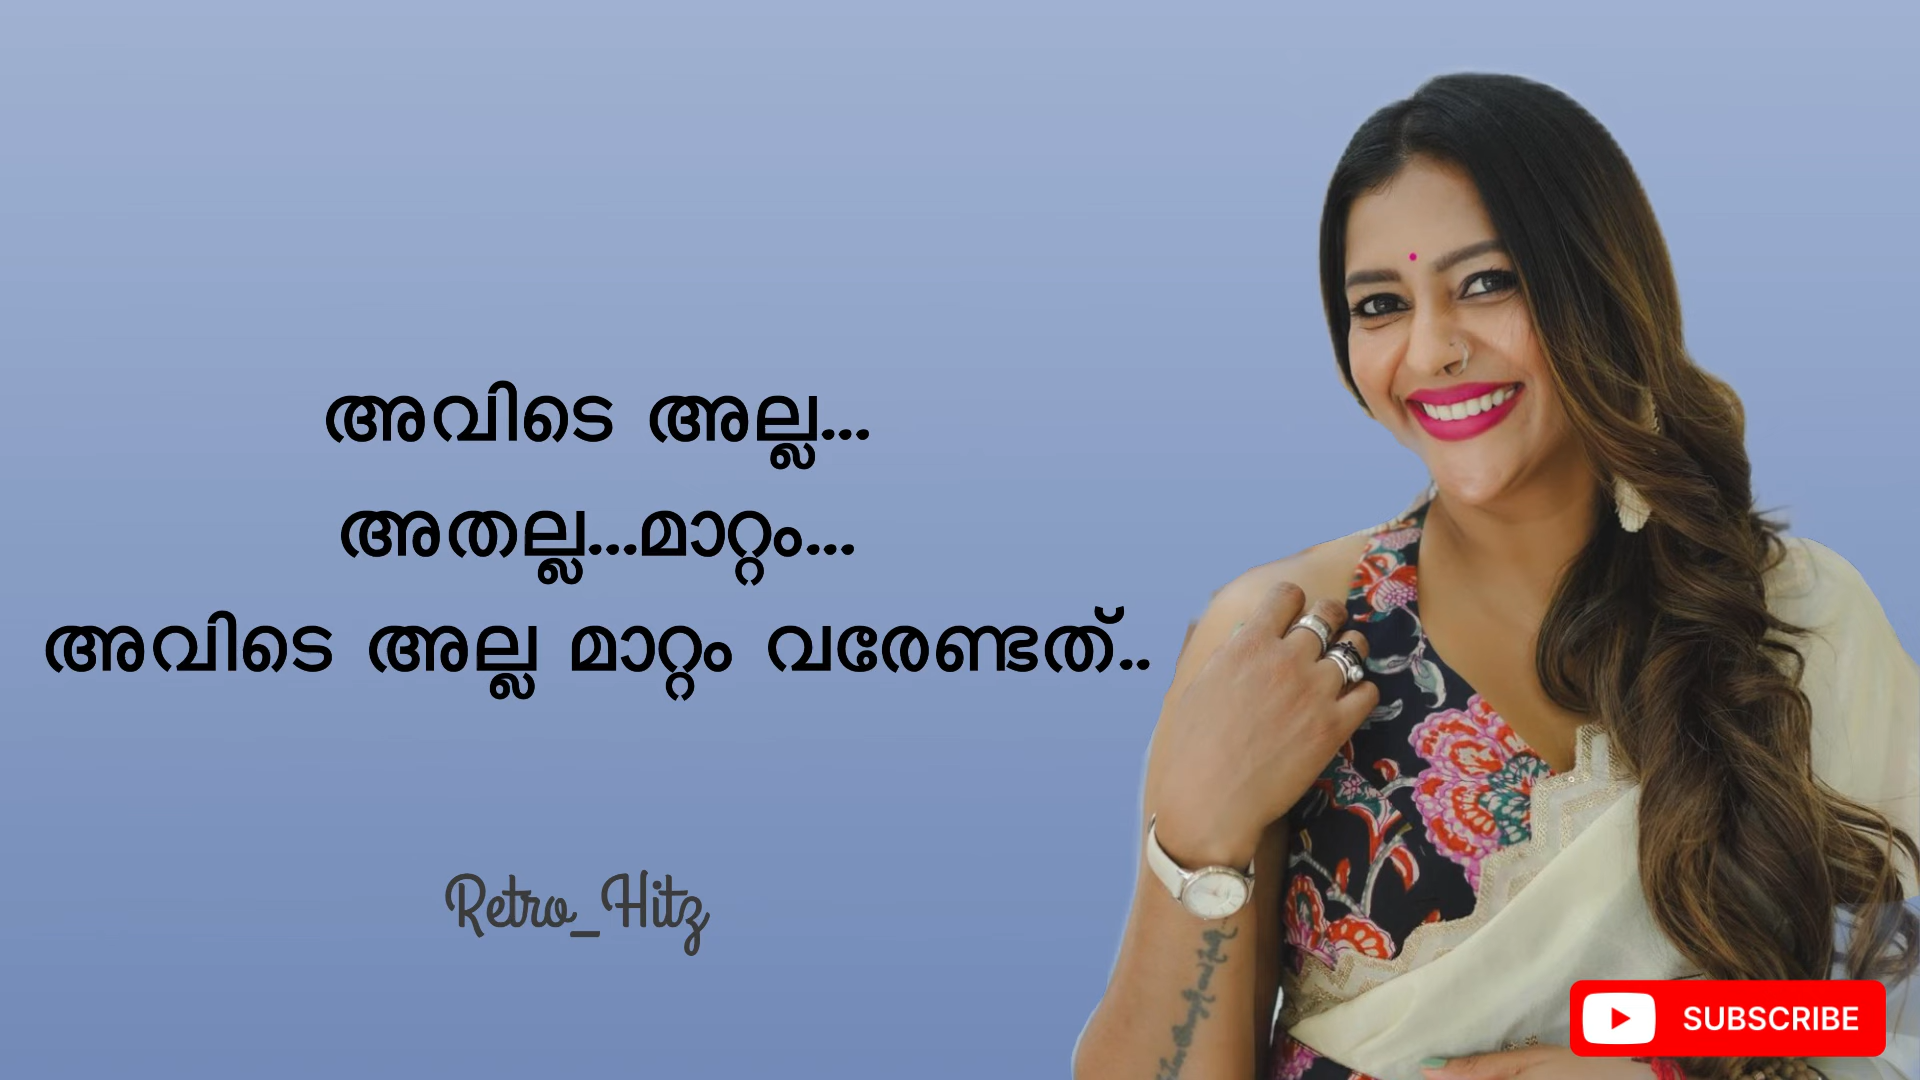 അവിടെ അല്ല...
അതല്ല...മാറ്റം...
അവിടെ അല്ല മാറ്റം വരേണ്ടത്..
Retro_Hitz
SUBSCRIBE